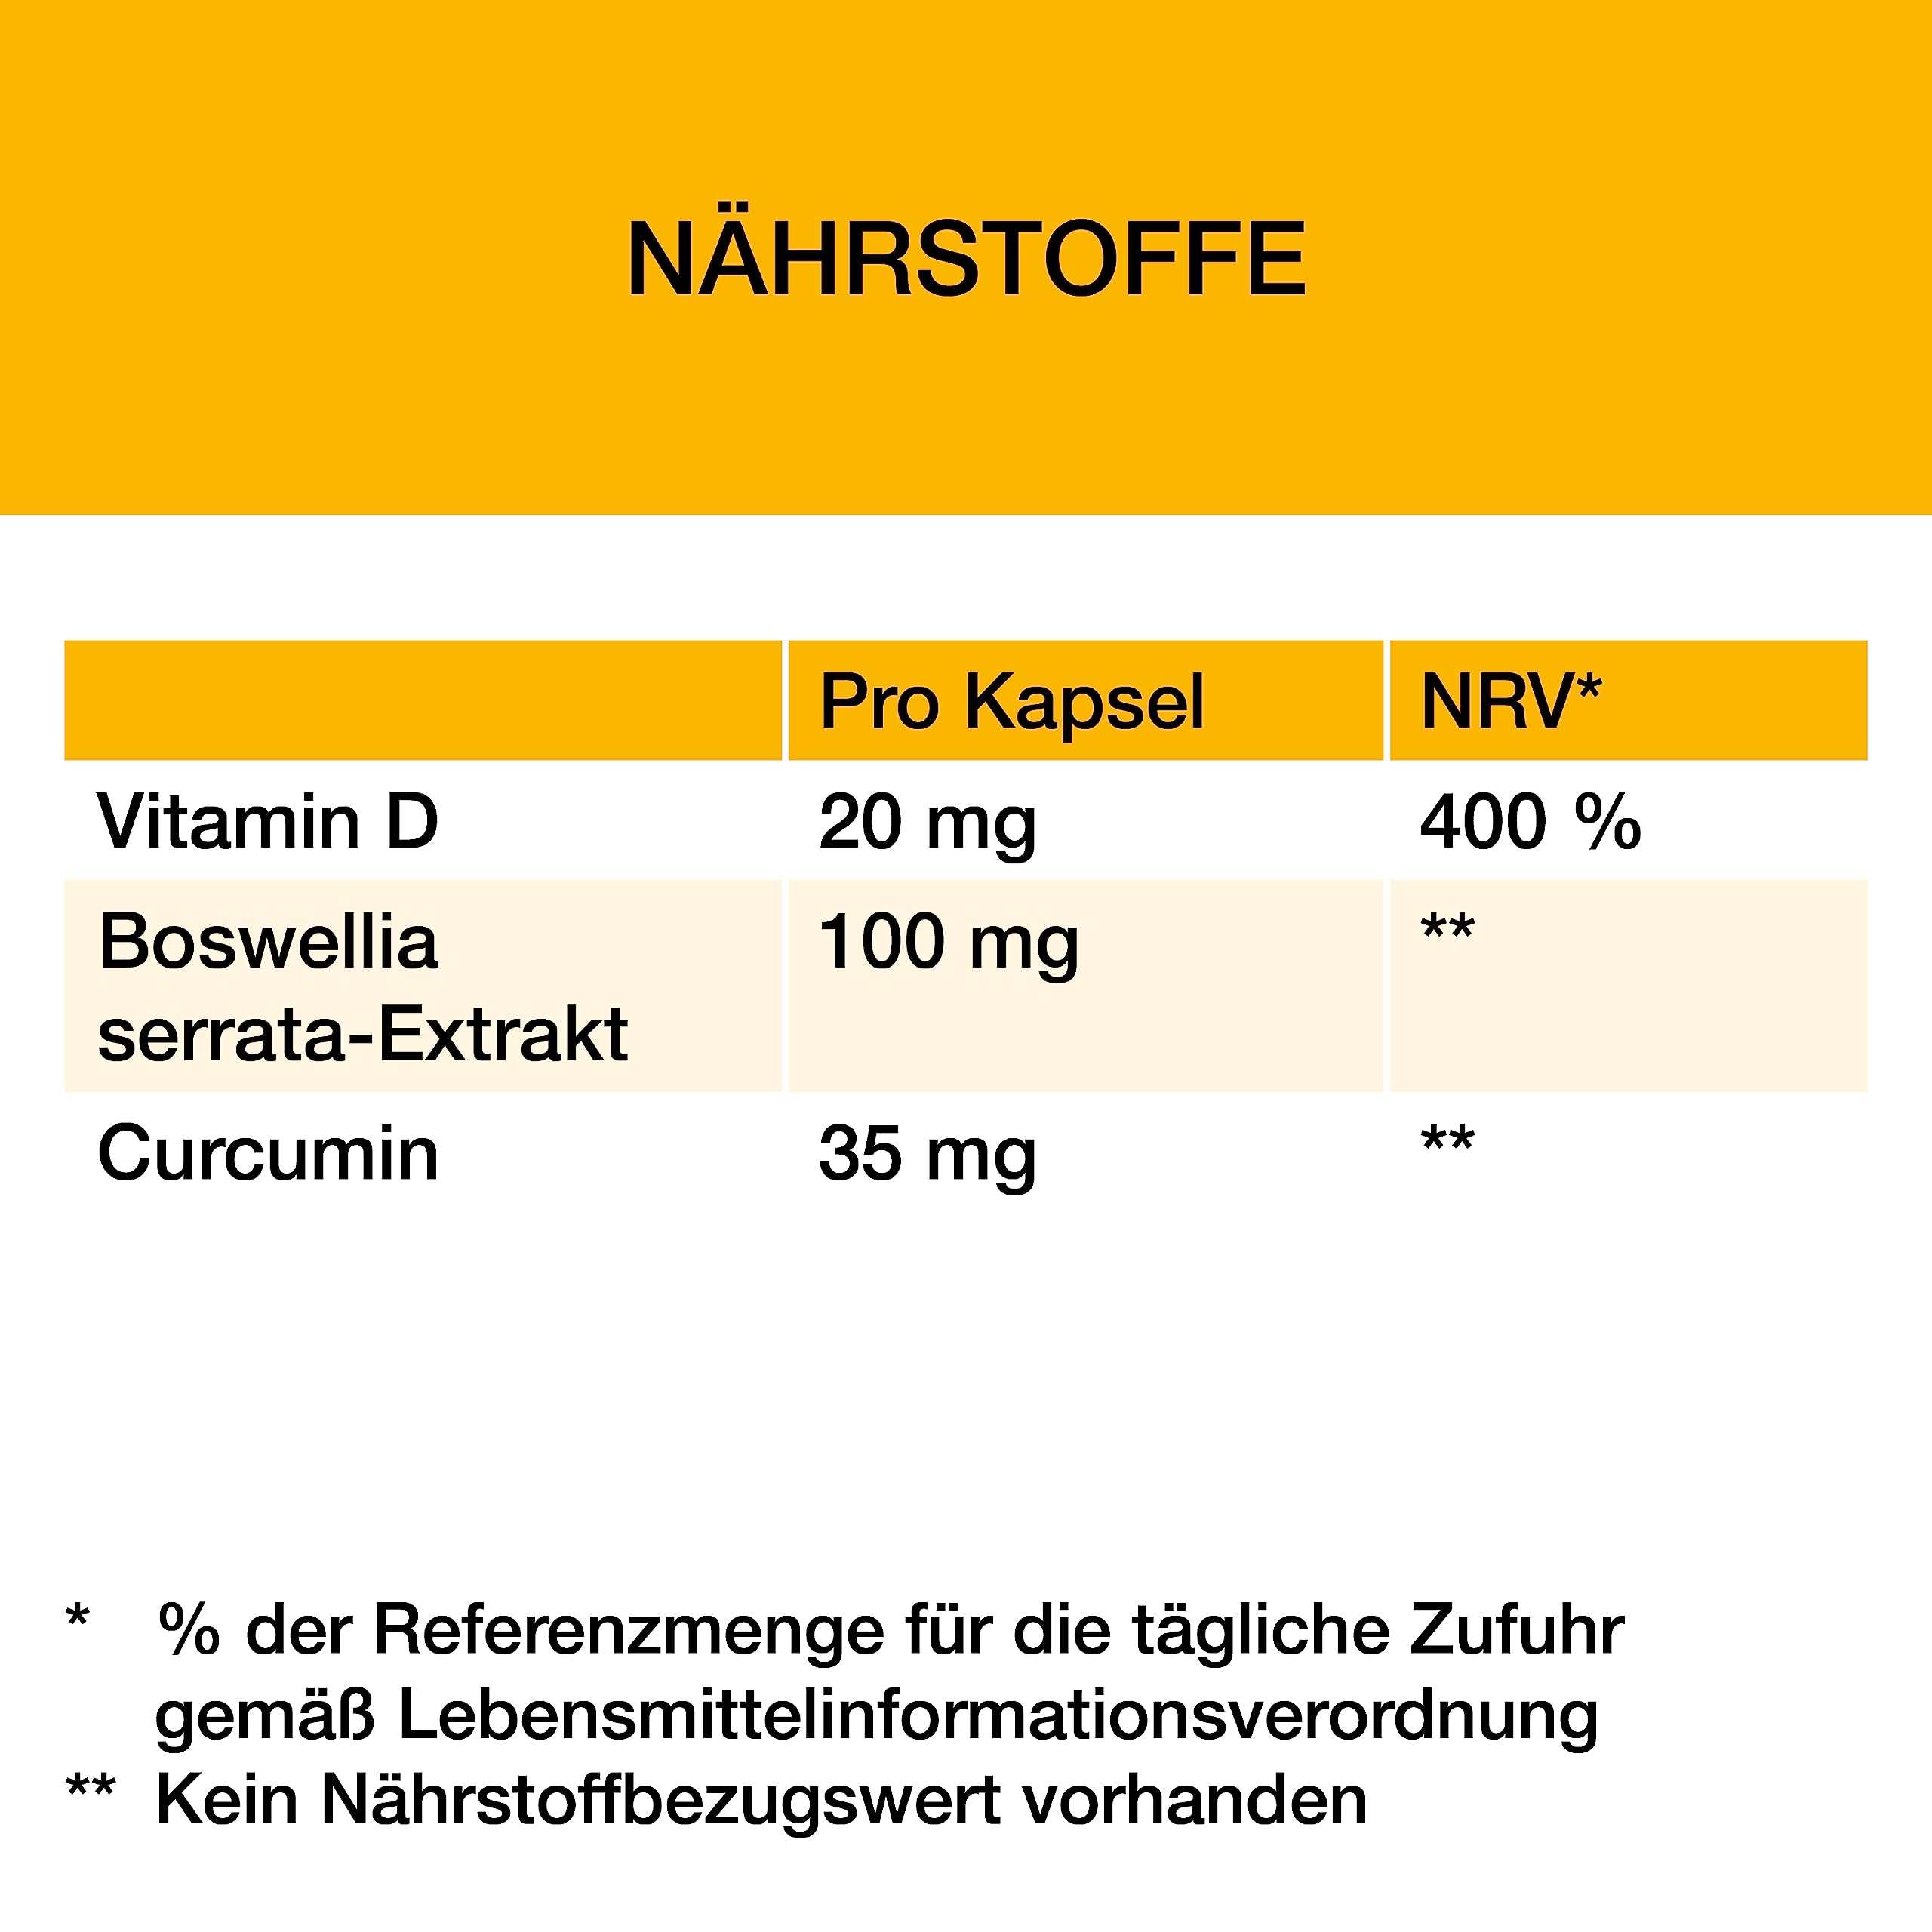 NÄHRSTOFFE
Pro Kapsel NRV*
Vitamin D 20 mg 400 %
Boswellia 100 mg **
serrata-Extrakt
Curcumin 35 mg **
* % der Referenzmenge für die tägliche Zufuhr
gemäß Lebensmittelinformationsverordnung
** Kein Nährstoffbezugswert vorhanden